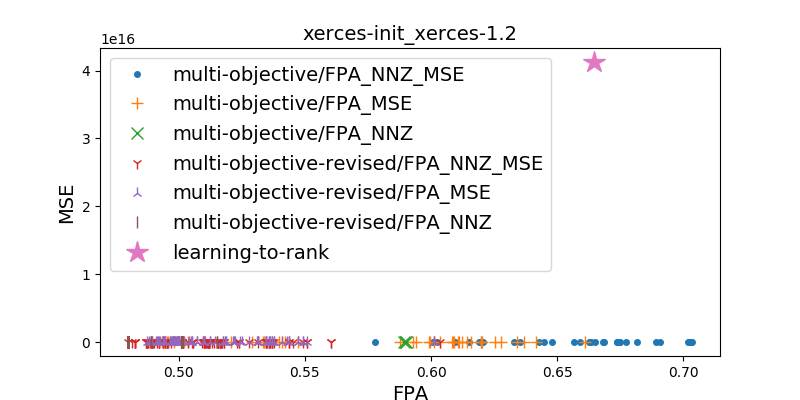 xerces-init_xerces-1.2
1e16
multi-objective/FPA_NNZ_MSE
multi-objective/FPA_MSE
multi-objective/FPA_NNZ
multi-objective-revised/FPA_NNZ_MSE
multi-objective-revised/FPA_MSE
multi-objective-revised/FPA_NNZ
learning-to-rank
MSE
4
3
2
1
0
0.50 0.55 0.60 0.65 0.70
FPA